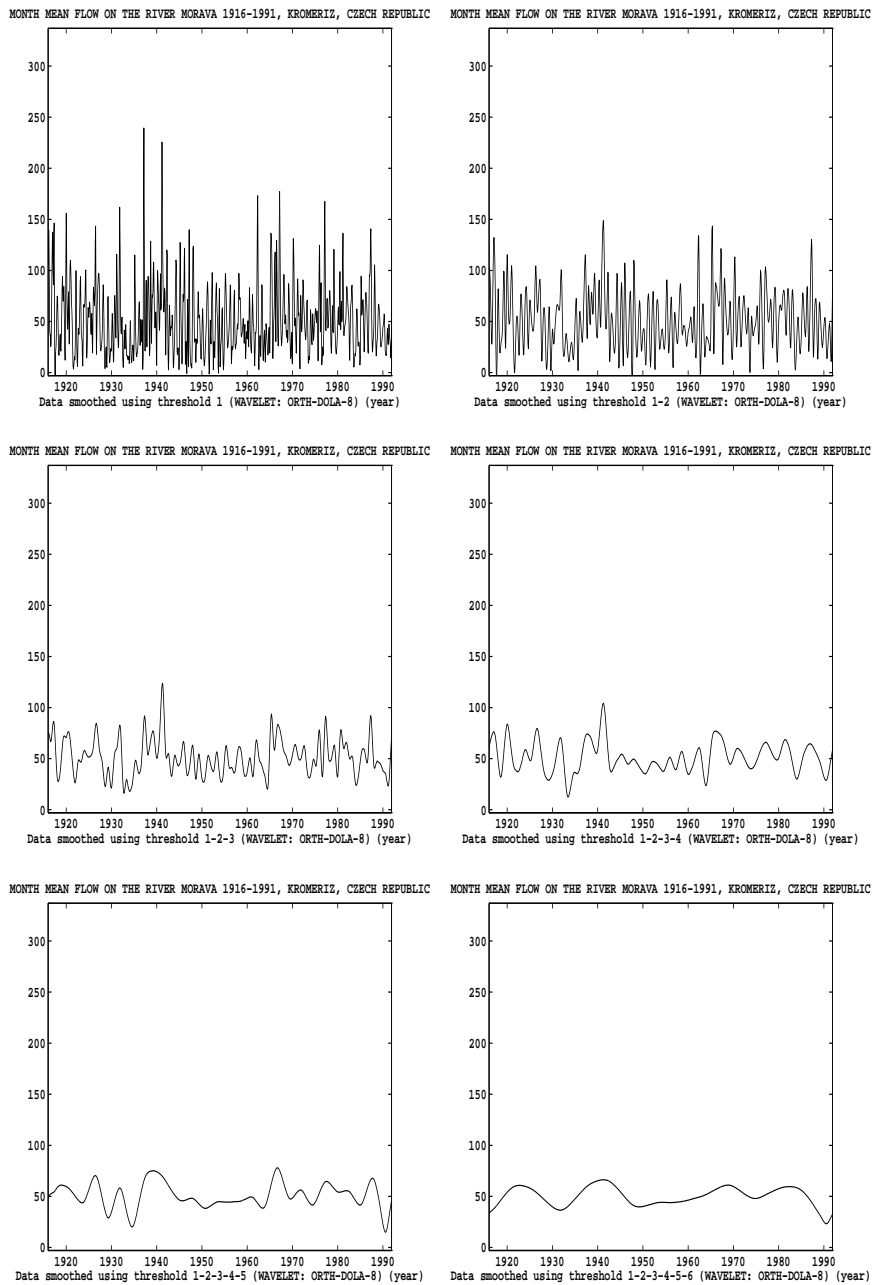 MONTH MEAN FLOW ON THE RIVER MORAVA 1916-1991, KROMERIZ, CZECH REPUBLIC
300
250
200
150
100
50
0
1920 1930 1940 1950 1960 1970 1980 1990
Data smoothed using threshold 1 (WAVELET: ORTH-DOLA-8) (year)
MONTH MEAN FLOW ON THE RIVER MORAVA 1916-1991, KROMERIZ, CZECH REPUBLIC
300
250
200
150
100
50
0
1920 1930 1940 1950 1960 1970 1980 1990
Data smoothed using threshold 1-2 (WAVELET: ORTH-DOLA-8) (year)
MONTH MEAN FLOW ON THE RIVER MORAVA 1916-1991, KROMERIZ, CZECH REPUBLIC
300
250
200
150
100
50
0
1920 1930 1940 1950 1960 1970 1980 1990
Data smoothed using threshold 1-2-3 (WAVELET: ORTH-DOLA-8) (year)
MONTH MEAN FLOW ON THE RIVER MORAVA 1916-1991, KROMERIZ, CZECH REPUBLIC
300
250
200
150
100
50
0
1920 1930 1940 1950 1960 1970 1980 1990
Data smoothed using threshold 1-2-3-4 (WAVELET: ORTH-DOLA-8) (year)
MONTH MEAN FLOW ON THE RIVER MORAVA 1916-1991, KROMERIZ, CZECH REPUBLIC
300
250
200
150
100
50
0
1920 1930 1940 1950 1960 1970 1980 1990
Data smoothed using threshold 1-2-3-4-5 (WAVELET: ORTH-DOLA-8) (year)
MONTH MEAN FLOW ON THE RIVER MORAVA 1916-1991, KROMERIZ, CZECH REPUBLIC
300
250
200
150
100
50
0
1920 1930 1940 1950 1960 1970 1980 1990
Data smoothed using threshold 1-2-3-4-5-6 (WAVELET: ORTH-DOLA-8) (year)